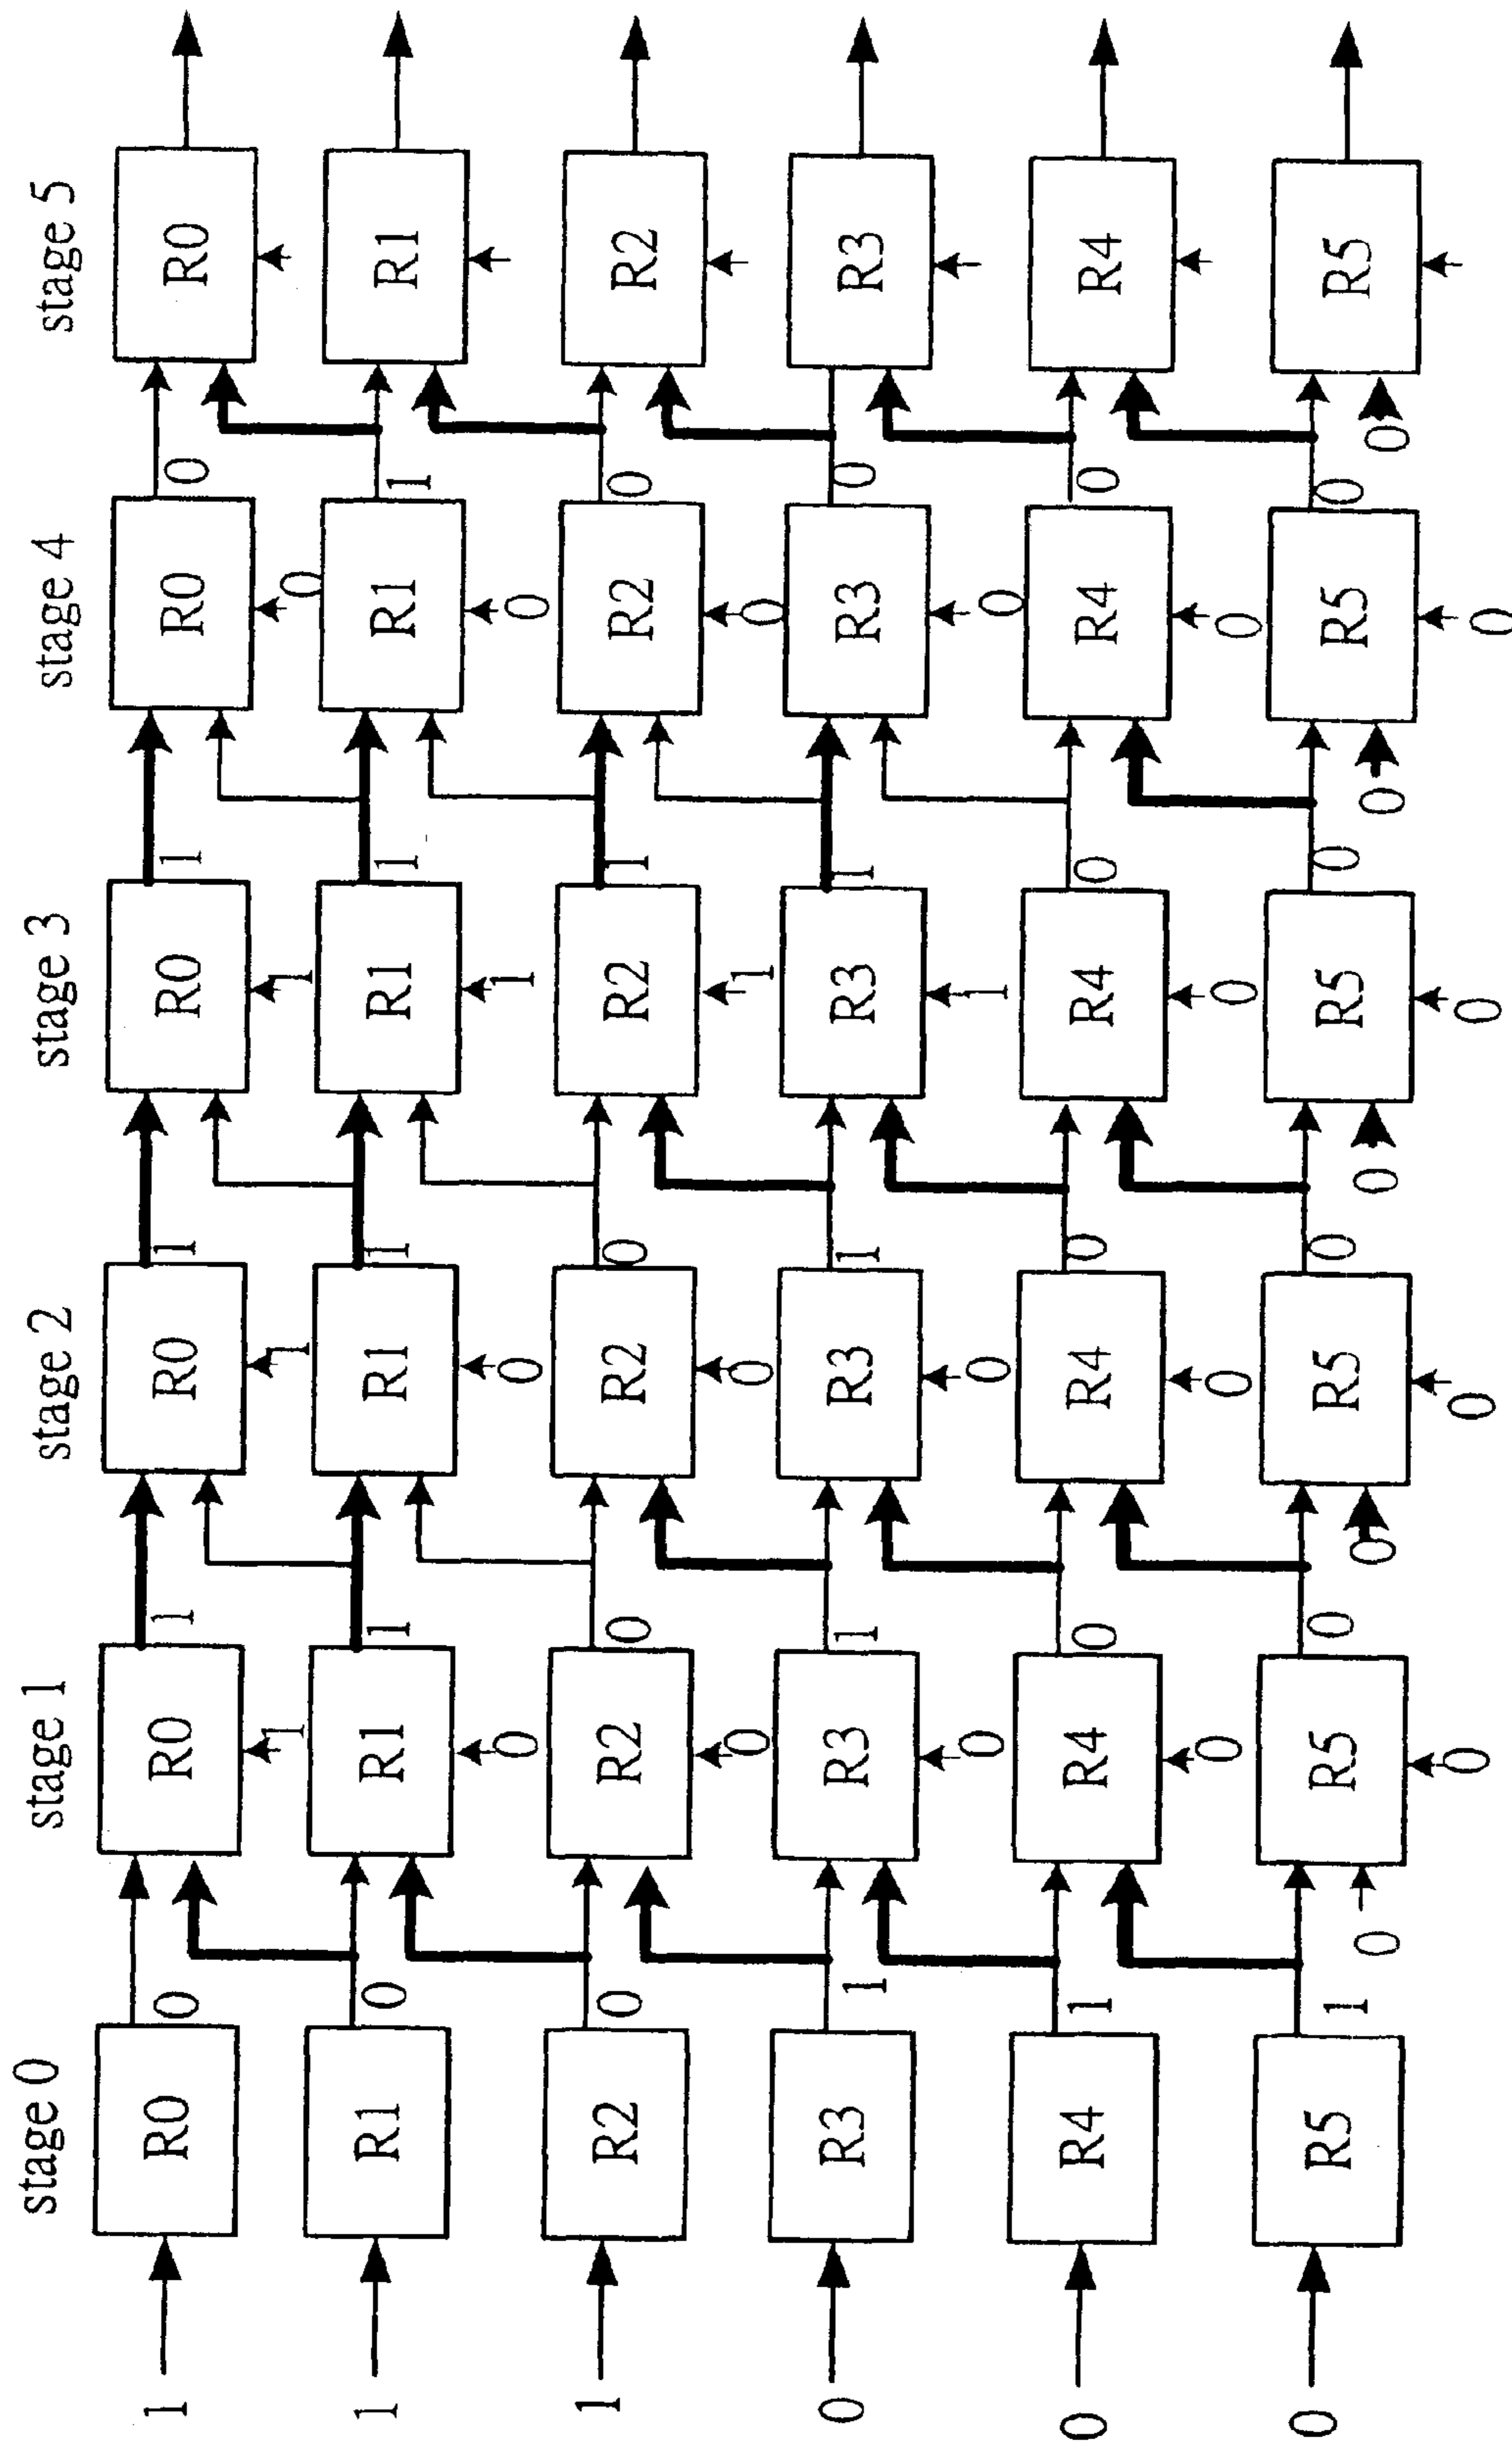 stage 0 stage 1 stage 2 stage 3 stage 4 stage 5
1 R0 0 R0 1 R0 1 R0 1 R0 0 R0
1 1 1 0
1 R1 0 R1 1 R1 1 R1 1 R1 1 R1
0 0 1 0
1 R2 0 R2 0 R2 0 R2 1 R2 0 R2
0 0 1 0
0 R3 1 R3 1 R3 1 R3 1 R3 0 R3
0 0 1 0
0 R4 1 R4 0 R4 0 R4 0 R4 0 R4
0 0 0 0
0 R5 1 R5 0 R5 0 R5 0 R5 0 R5
0 0 0 0 0
0 0 0 0